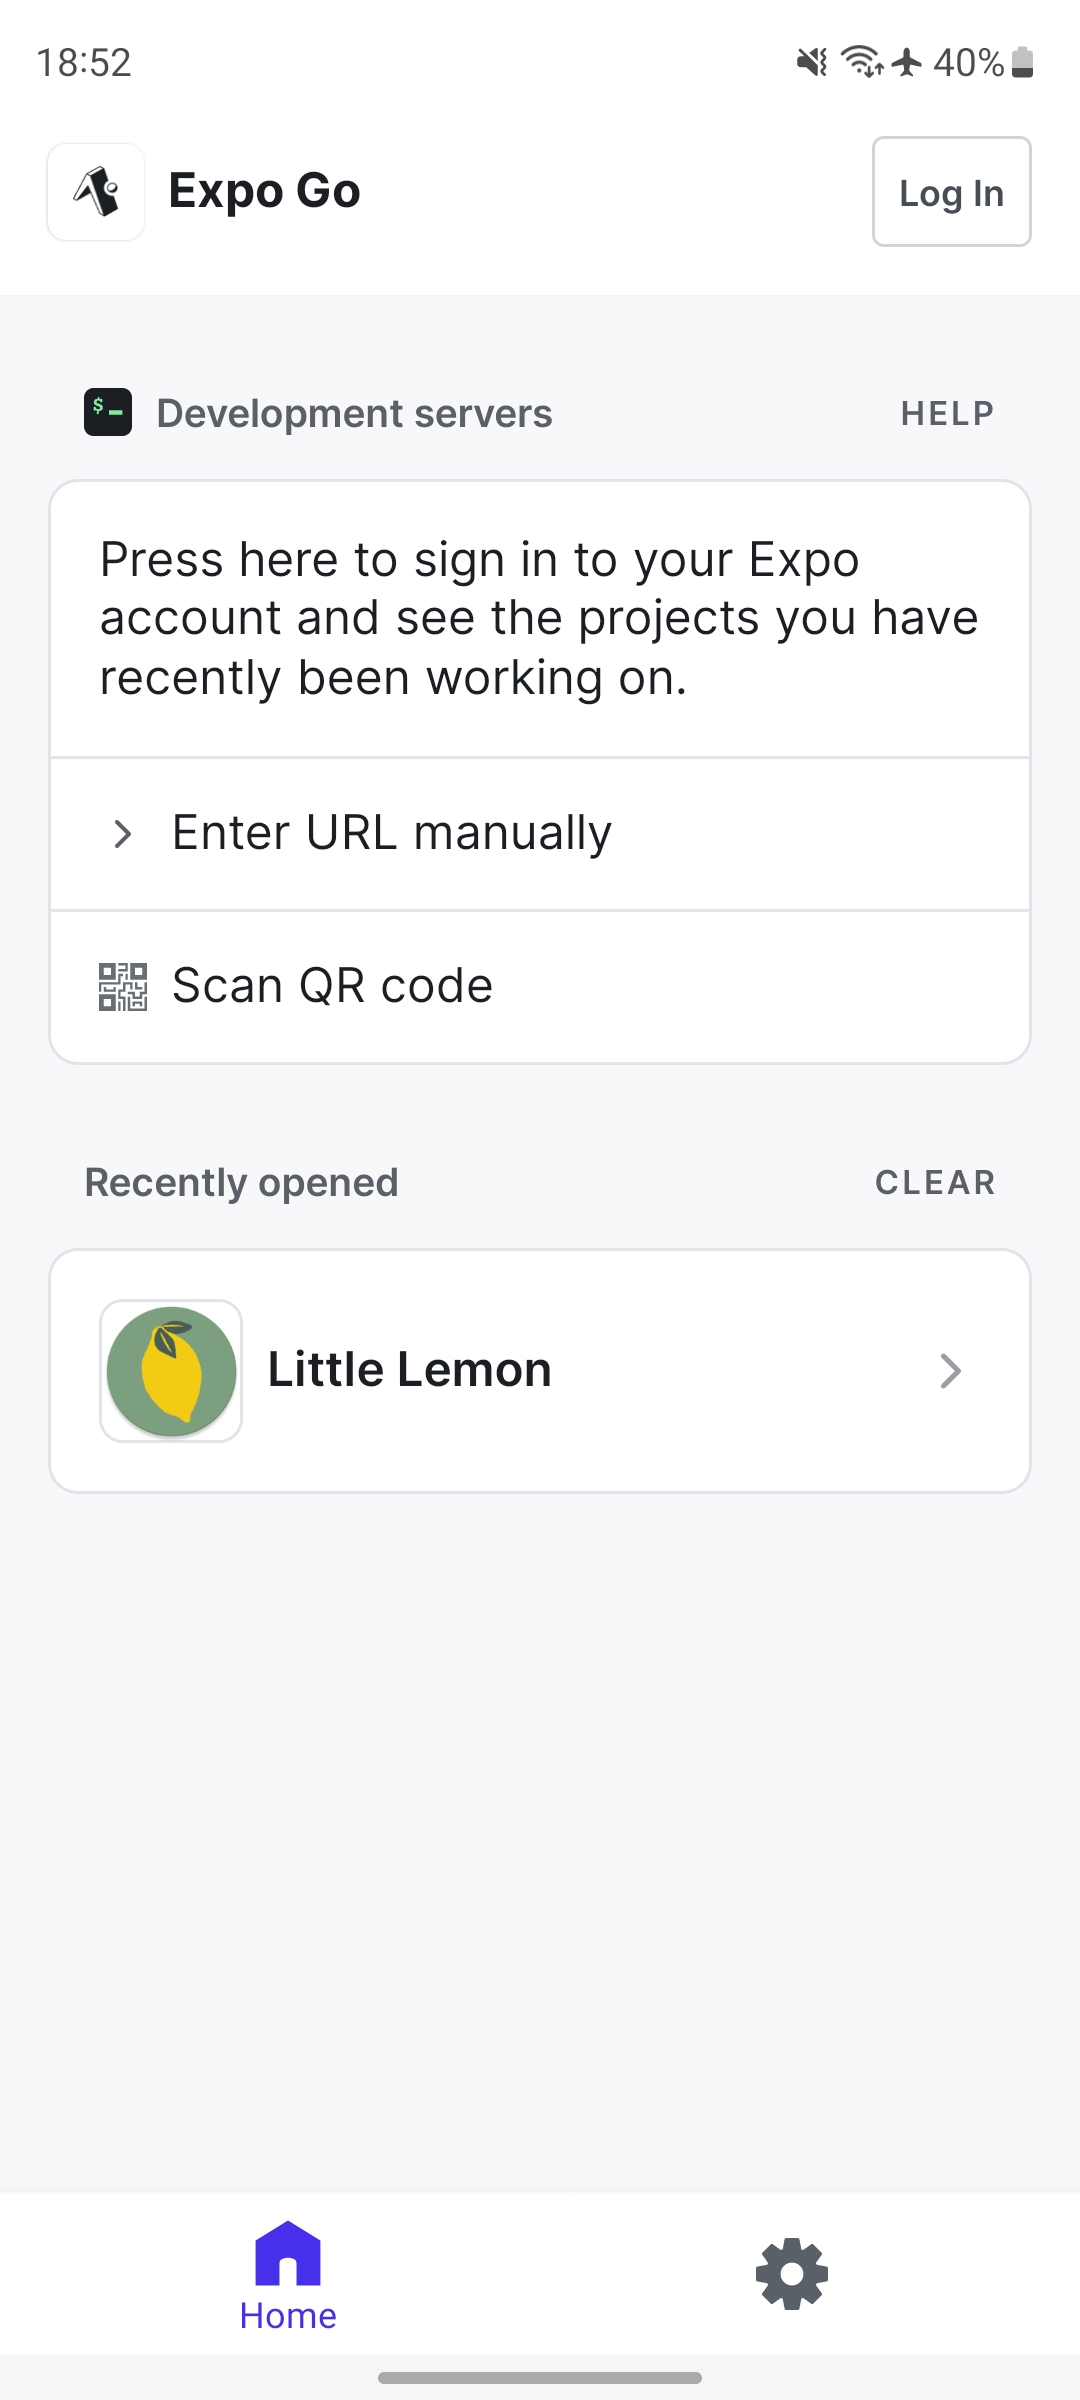 18:52
40%
Expo Go
Log In
$
Development servers
HELP
Press here to sign in to your Expo
account and see the projects you have
recently been working on.
Enter URL manually
Scan QR code
Recently opened
CLEAR
Little Lemon
Home